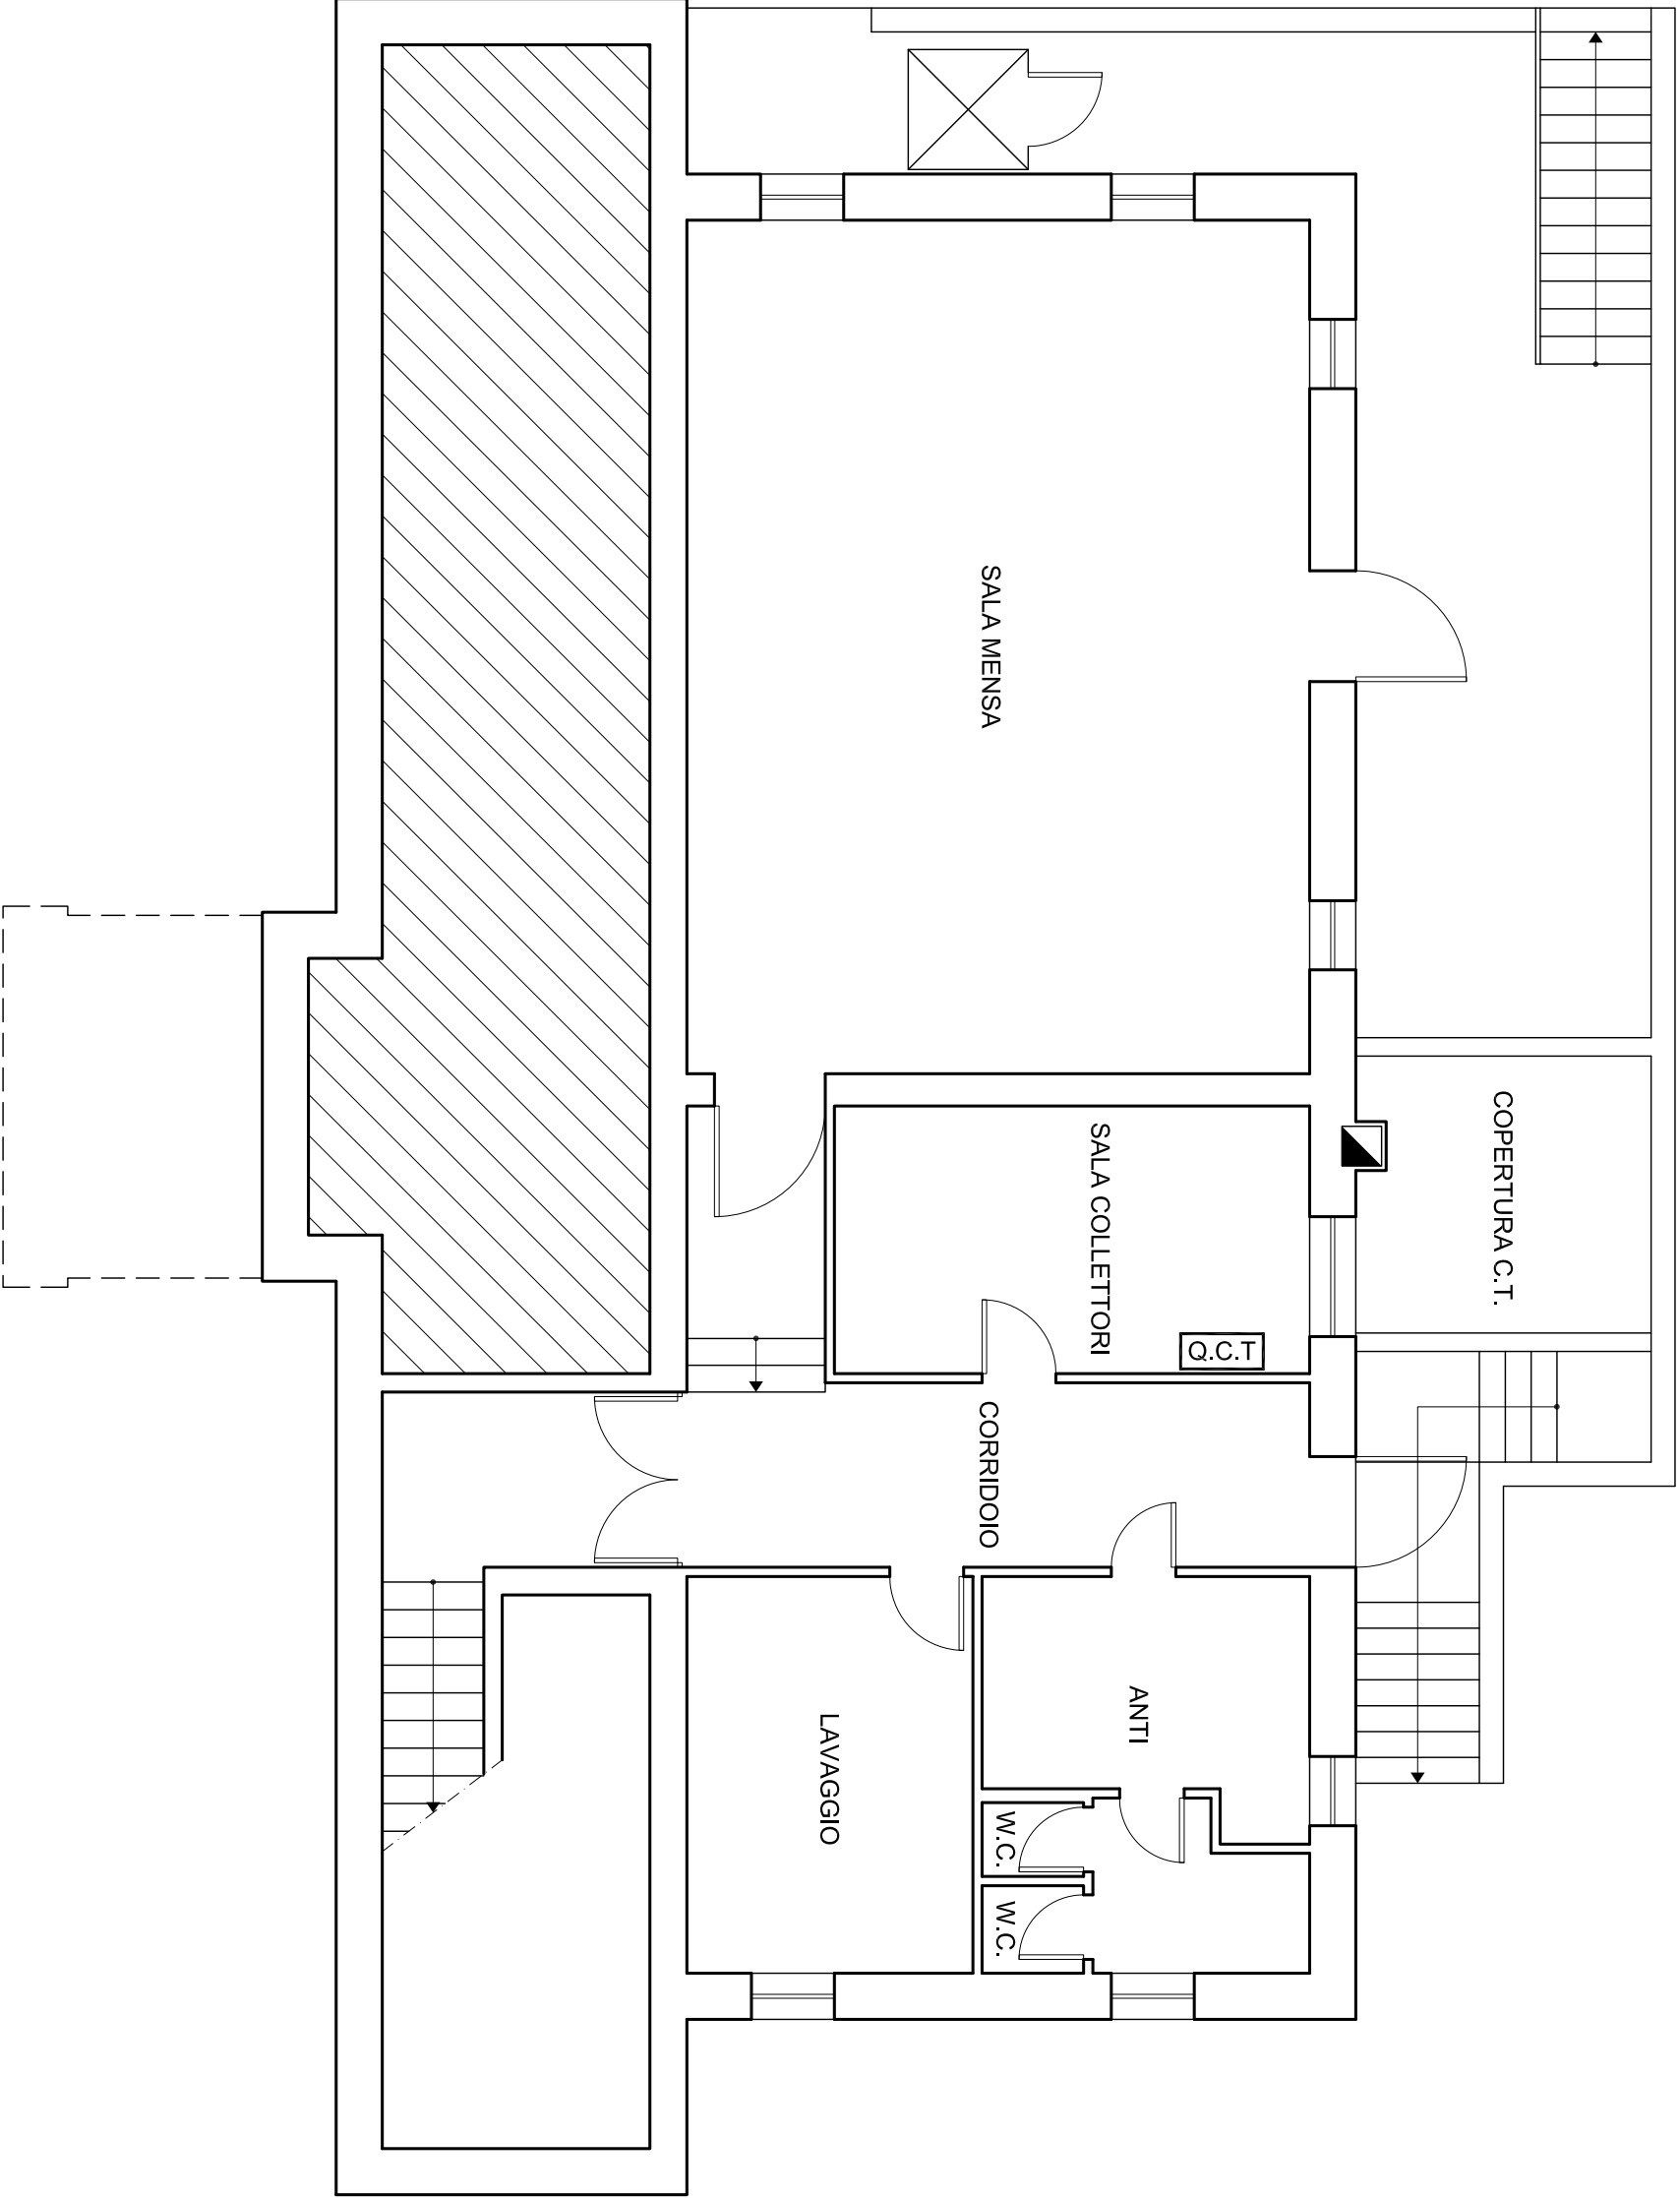 COPERTURA C.T.
SALA MENSA
SALA COLLETTORI
Q.C.T
CORRIDOIO
ANTI
LAVAGGIO
W.C.
W.C.